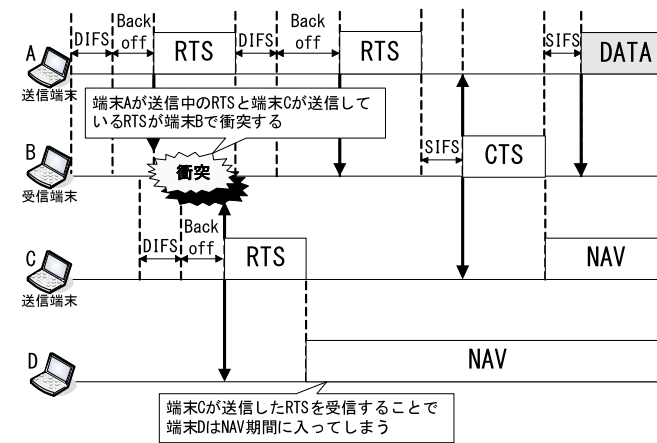 Back
off
Back
off
DIFS
RTS
DIFS
RTS
SIFS
DATA
A
送信端末
端末Aが送信中のRTSと端末Cが送信して
いるRTSが端末Bで衝突する
B
受信端末
衝突
SIFS
CTS
Back
off
DIFS
RTS
NAV
C
送信端末
D
NAV
端末Cが送信したRTSを受信することで
端末DはNAV期間に入ってしまう